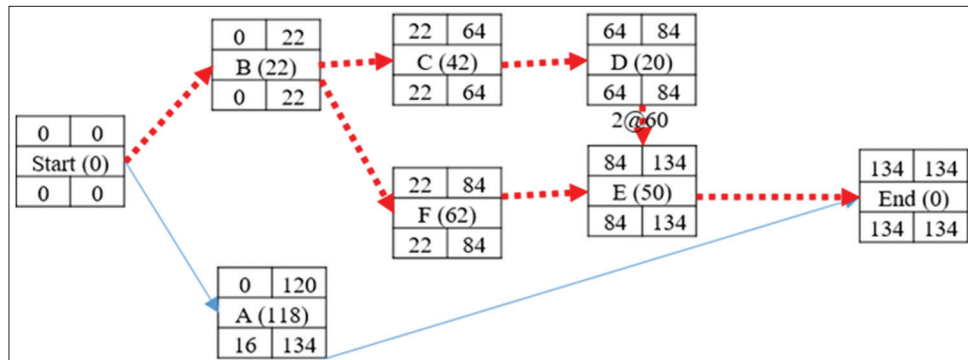 0 22
B (22)
0 22
22 64
C (42)
22 64
64 84
D (20)
64 84
2@60
0 0
Start (0)
0 0
22 84
F (62)
22 84
84 134
E (50)
84 134
134 134
End (0)
134 134
0 120
A (118)
16 134